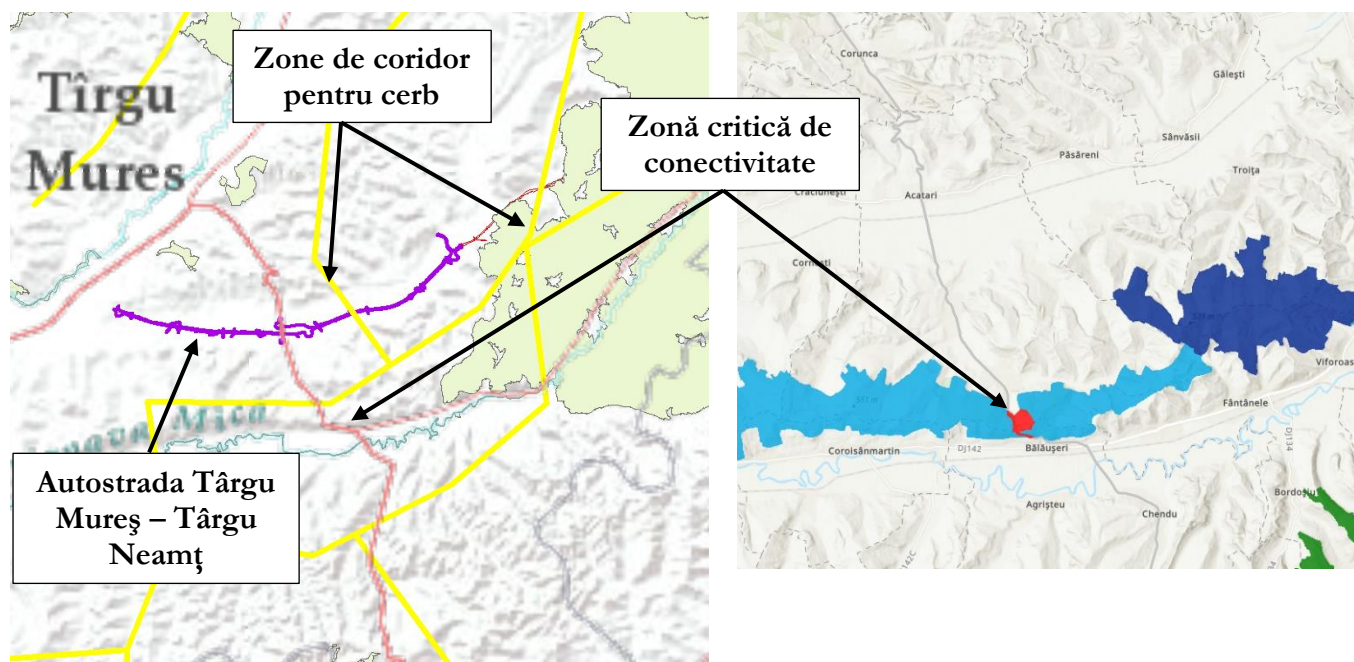 Tîrgu
Mures
Zone de coridor
pentru cerb
Zonă critică de
conectivitate
Autostrada Târgu
Mureş – Târgu
Neamţ
Corunca
Găleşti
Sânvăsii
Păsăreni
Troiţa
Acatari
Crăciuneşti
Corneşti
Viforoas
Fântânele
Coroisânmartin
DJ142
Bălăuşeri
DJ134
Agrişteu
Chendu
Bordoşiu